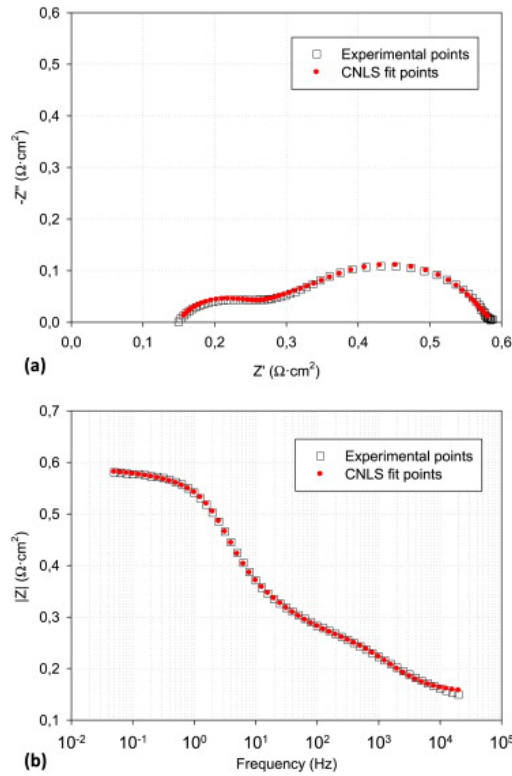 0,6
0,5
0,4
0,3
0,2
0,1
0,0
-Z'' (Ω·cm²)
Experimental points
CNLS fit points
0,0 0,1 0,2 0,3 0,4 0,5 0,6
Z' (Ω·cm²)
(a)
0,7
0,6
0,5
0,4
0,3
0,2
0,1
|Z| (Ω·cm²)
Experimental points
CNLS fit points
10⁻² 10⁻¹ 10⁰ 10¹ 10² 10³ 10⁴ 10⁵
Frequency (Hz)
(b)